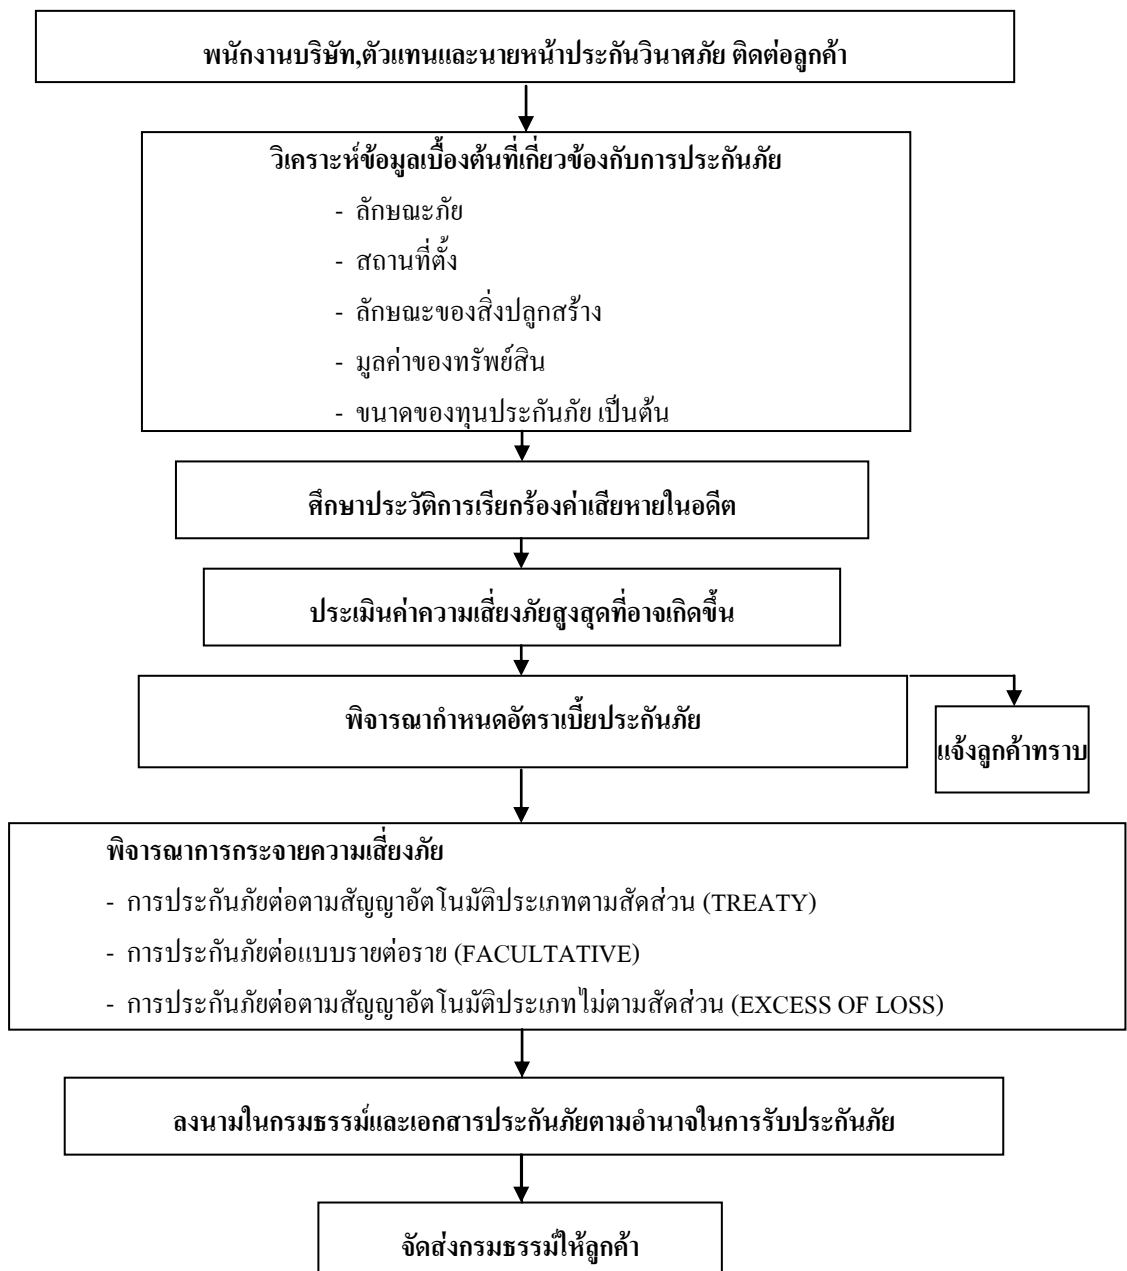 พนักงานบริษัท,ตัวแทนและนายหน้าประกันวินาศภัย ติดต่อลูกค้า
วิเคราะห์ข้อมูลเบื้องต้นที่เกี่ยวข้องกับการประกันภัย
- ลักษณะภัย
- สถานที่ตั้ง
- ลักษณะของสิ่งปลูกสร้าง
- มูลค่าของทรัพย์สิน
- ขนาดของทุนประกันภัย เป็นต้น
ศึกษาประวัติการเรียกร้องค่าเสียหายในอดีต
ประเมินค่าความเสี่ยงภัยสูงสุดที่อาจเกิดขึ้น
พิจารณากำหนดอัตราเบี้ยประกันภัย
แจ้งลูกค้าทราบ
พิจารณาการกระจายความเสี่ยงภัย
- การประกันภัยต่อตามสัญญาอัตโนมัติประเภทตามสัดส่วน (TREATY)
- การประกันภัยต่อแบบรายต่อราย (FACULTATIVE)
- การประกันภัยต่อตามสัญญาอัตโนมัติประเภทไม่ตามสัดส่วน (EXCESS OF LOSS)
ลงนามในกรมธรรม์และเอกสารประกันภัยตามอำนาจในการรับประกันภัย
จัดส่งกรมธรรม์ให้ลูกค้า